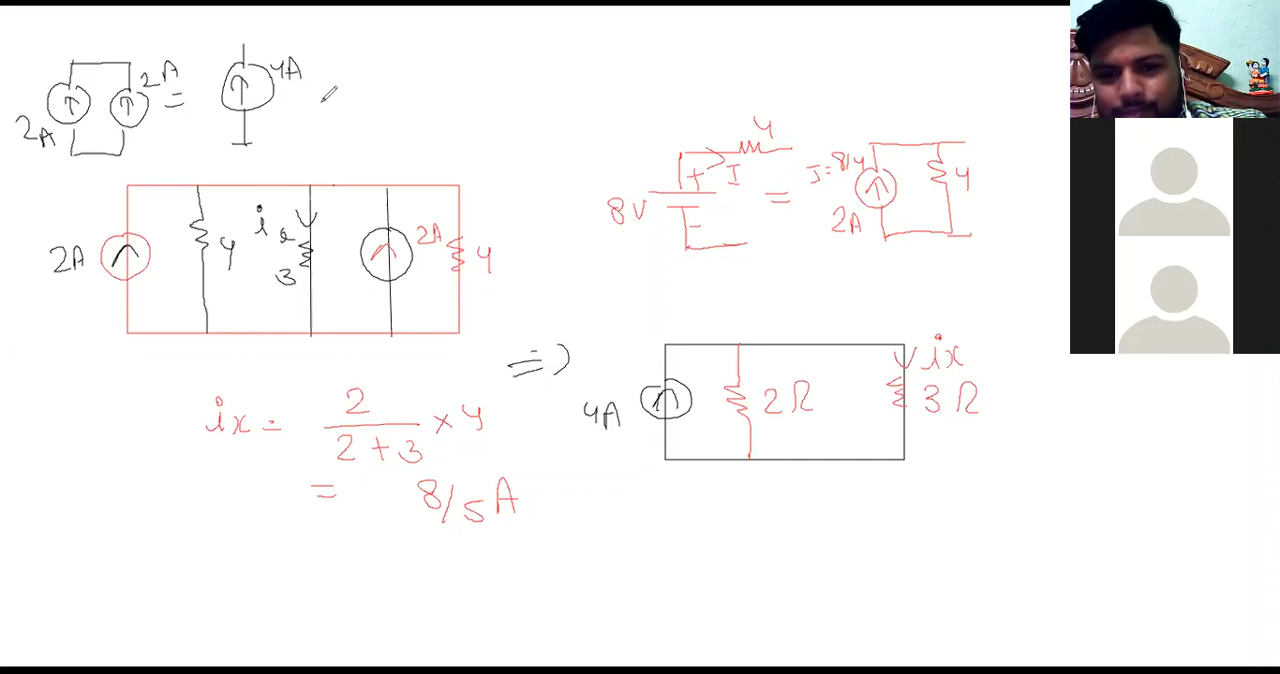 2A 2A = 4A
8V + - I 4 = I = 8/4 2A 4
2A 4 ix 3 2A 4
=> 4A 2Ω ix 3Ω
ix = 2/2+3 × 4
= 8/5 A